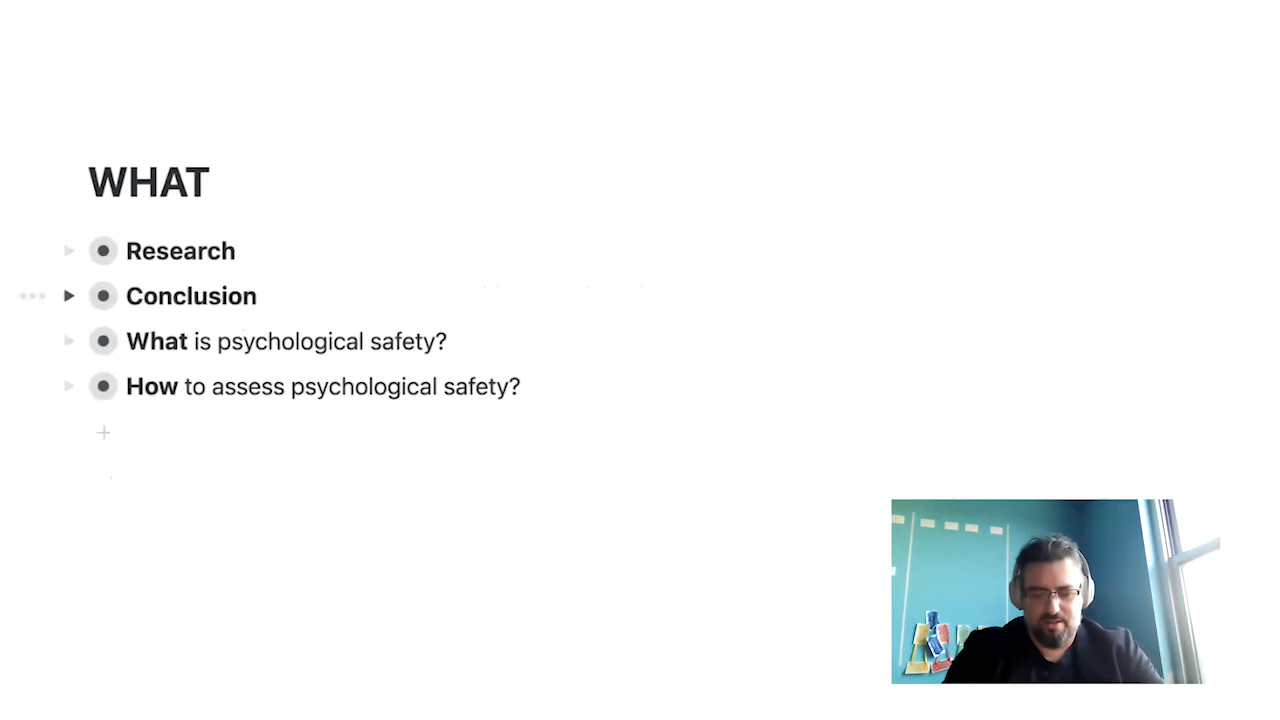 WHAT
Research
Conclusion
What is psychological safety?
How to assess psychological safety?